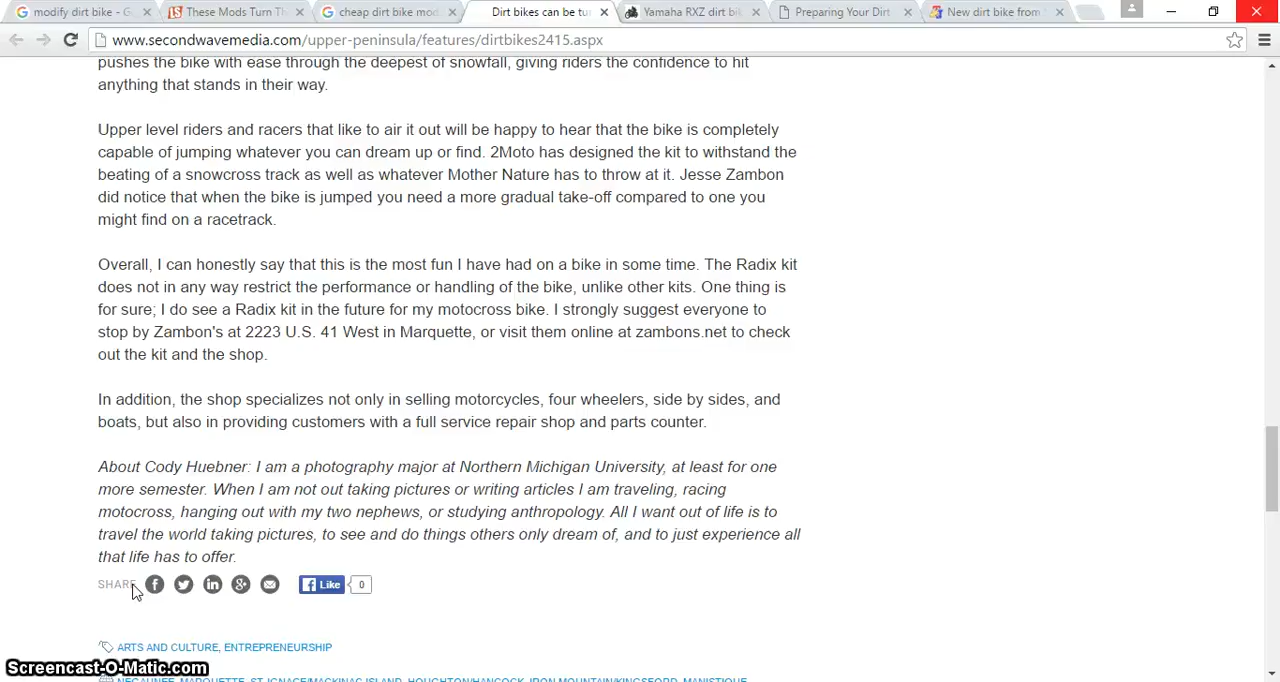 modify dirt bike - G
These Mods Turn Th
cheap dirt bike mod
Dirt bikes can be tu
Yamaha RXZ dirt bik
Preparing Your Dirt
New dirt bike from
www.secondwavemedia.com/upper-peninsula/features/dirtbikes2415.aspx
pushes the bike with ease through the deepest of snowfall, giving riders the confidence to hit
anything that stands in their way.
Upper level riders and racers that like to air it out will be happy to hear that the bike is completely
capable of jumping whatever you can dream up or find. 2Moto has designed the kit to withstand the
beating of a snowcross track as well as whatever Mother Nature has to throw at it. Jesse Zambon
did notice that when the bike is jumped you need a more gradual take-off compared to one you
might find on a racetrack.
Overall, I can honestly say that this is the most fun I have had on a bike in some time. The Radix kit
does not in any way restrict the performance or handling of the bike, unlike other kits. One thing is
for sure; I do see a Radix kit in the future for my motocross bike. I strongly suggest everyone to
stop by Zambon's at 2223 U.S. 41 West in Marquette, or visit them online at zambons.net to check
out the kit and the shop.
In addition, the shop specializes not only in selling motorcycles, four wheelers, side by sides, and
boats, but also in providing customers with a full service repair shop and parts counter.
About Cody Huebner: I am a photography major at Northern Michigan University, at least for one
more semester. When I am not out taking pictures or writing articles I am traveling, racing
motocross, hanging out with my two nephews, or studying anthropology. All I want out of life is to
travel the world taking pictures, to see and do things others only dream of, and to just experience all
that life has to offer.
SHARE
Like 0
ARTS AND CULTURE, ENTREPRENEURSHIP
Screencast-O-Matic.com
NEGAUNEE, MARQUETTE, ST. IGNACE/MACKINAC ISLAND, HOUGHTON/HANCOCK, IRON MOUNTAIN/KINGSFORD, MANISTIQUE